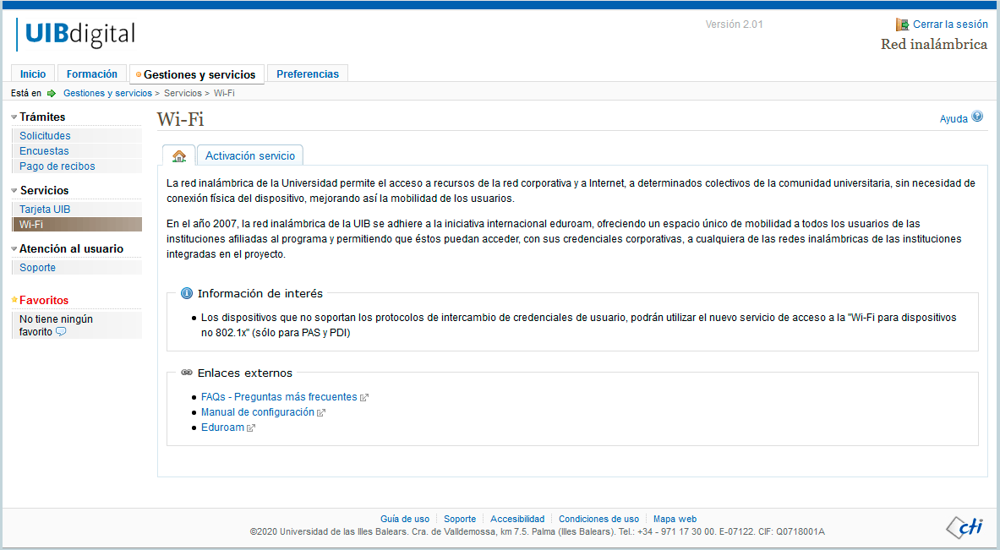 UIBdigital
Versión 2.01
Cerrar la sesión
Red inalámbrica
Inicio
Formación
Gestiones y servicios
Preferencias
Está en Gestiones y servicios > Servicios > Wi-Fi
Trámites
Solicitudes
Encuestas
Pago de recibos
Servicios
Tarjeta UIB
Wi-Fi
Atención al usuario
Soporte
Favoritos
No tiene ningún
favorito
Wi-Fi
Ayuda
Activación servicio
La red inalámbrica de la Universidad permite el acceso a recursos de la red corporativa y a Internet, a determinados colectivos de la comunidad universitaria, sin necesidad de
conexión física del dispositivo, mejorando así la mobilidad de los usuarios.
En el año 2007, la red inalámbrica de la UIB se adhiere a la iniciativa internacional eduroam, ofreciendo un espacio único de mobilidad a todos los usuarios de las
instituciones afiliadas al programa y permitiendo que éstos puedan acceder, con sus credenciales corporativas, a cualquiera de las redes inalámbricas de las instituciones
integradas en el proyecto.
Información de interés
Los dispositivos que no soportan los protocolos de intercambio de credenciales de usuario, podrán utilizar el nuevo servicio de acceso a la "Wi-Fi para dispositivos
no 802.1x" (sólo para PAS y PDI)
Enlaces externos
FAQs - Preguntas más frecuentes
Manual de configuración
Eduroam
Guía de uso
Soporte
Accesibilidad
Condiciones de uso
Mapa web
©2020 Universidad de las Illes Balears. Cra. de Valldemossa, km 7.5. Palma (Illes Balears). Tel.: +34 - 971 17 30 00. E-07122. CIF: Q0718001A
cti